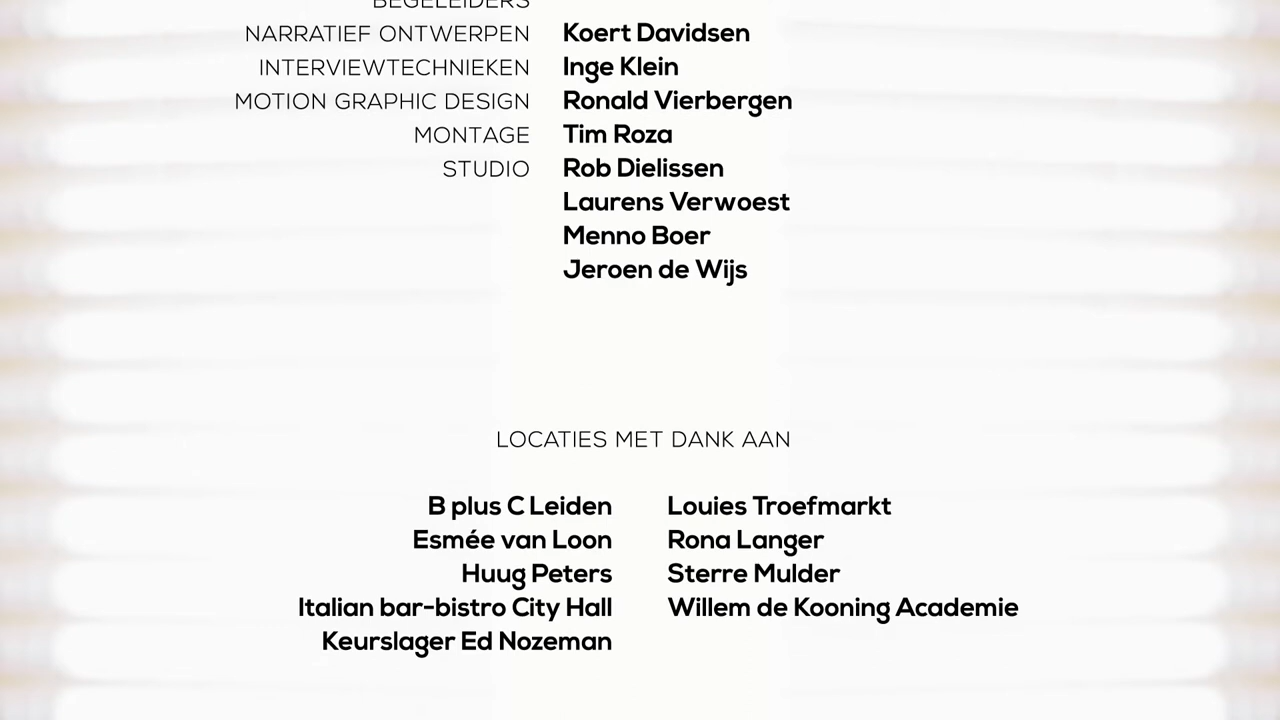 BEGELEIDERS
NARRATIEF ONTWERPEN Koert Davidsen
INTERVIEWTECHNIEKEN Inge Klein
MOTION GRAPHIC DESIGN Ronald Vierbergen
MONTAGE Tim Roza
STUDIO Rob Dielissen
Laurens Verwoest
Menno Boer
Jeroen de Wijs
LOCATIES MET DANK AAN
B plus C Leiden Louies Troefmarkt
Esmée van Loon Rona Langer
Huug Peters Sterre Mulder
Italian bar-bistro City Hall Willem de Kooning Academie
Keurslager Ed Nozeman